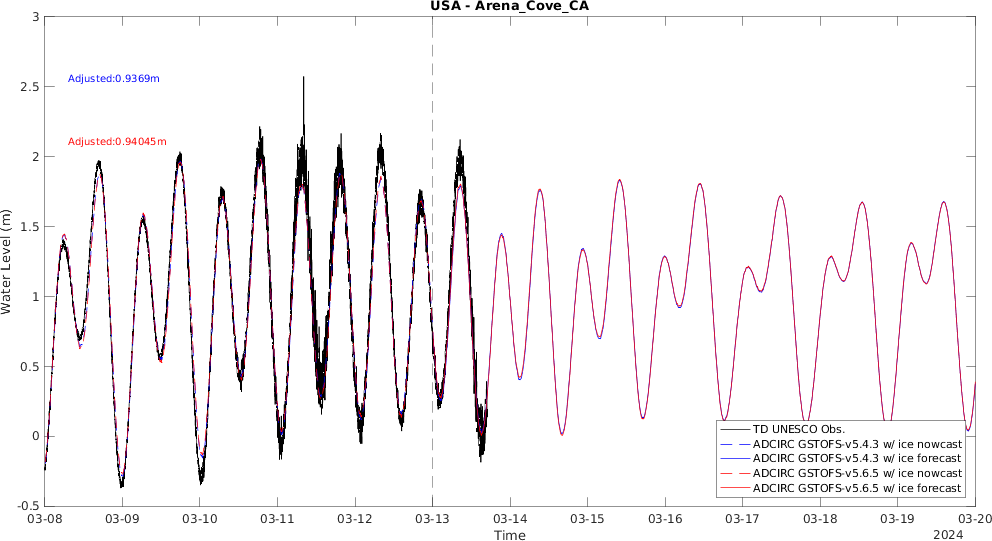 USA - Arena_Cove_CA
3
2.5
2
1.5
1
0.5
0
-0.5
Water Level (m)
Adjusted:0.9369m
Adjusted:0.94045m
TD UNESCO Obs.
ADCIRC GSTOFS-v5.4.3 w/ ice nowcast
ADCIRC GSTOFS-v5.4.3 w/ ice forecast
ADCIRC GSTOFS-v5.6.5 w/ ice nowcast
ADCIRC GSTOFS-v5.6.5 w/ ice forecast
03-08 03-09 03-10 03-11 03-12 03-13 03-14 03-15 03-16 03-17 03-18 03-19 03-20
Time
2024